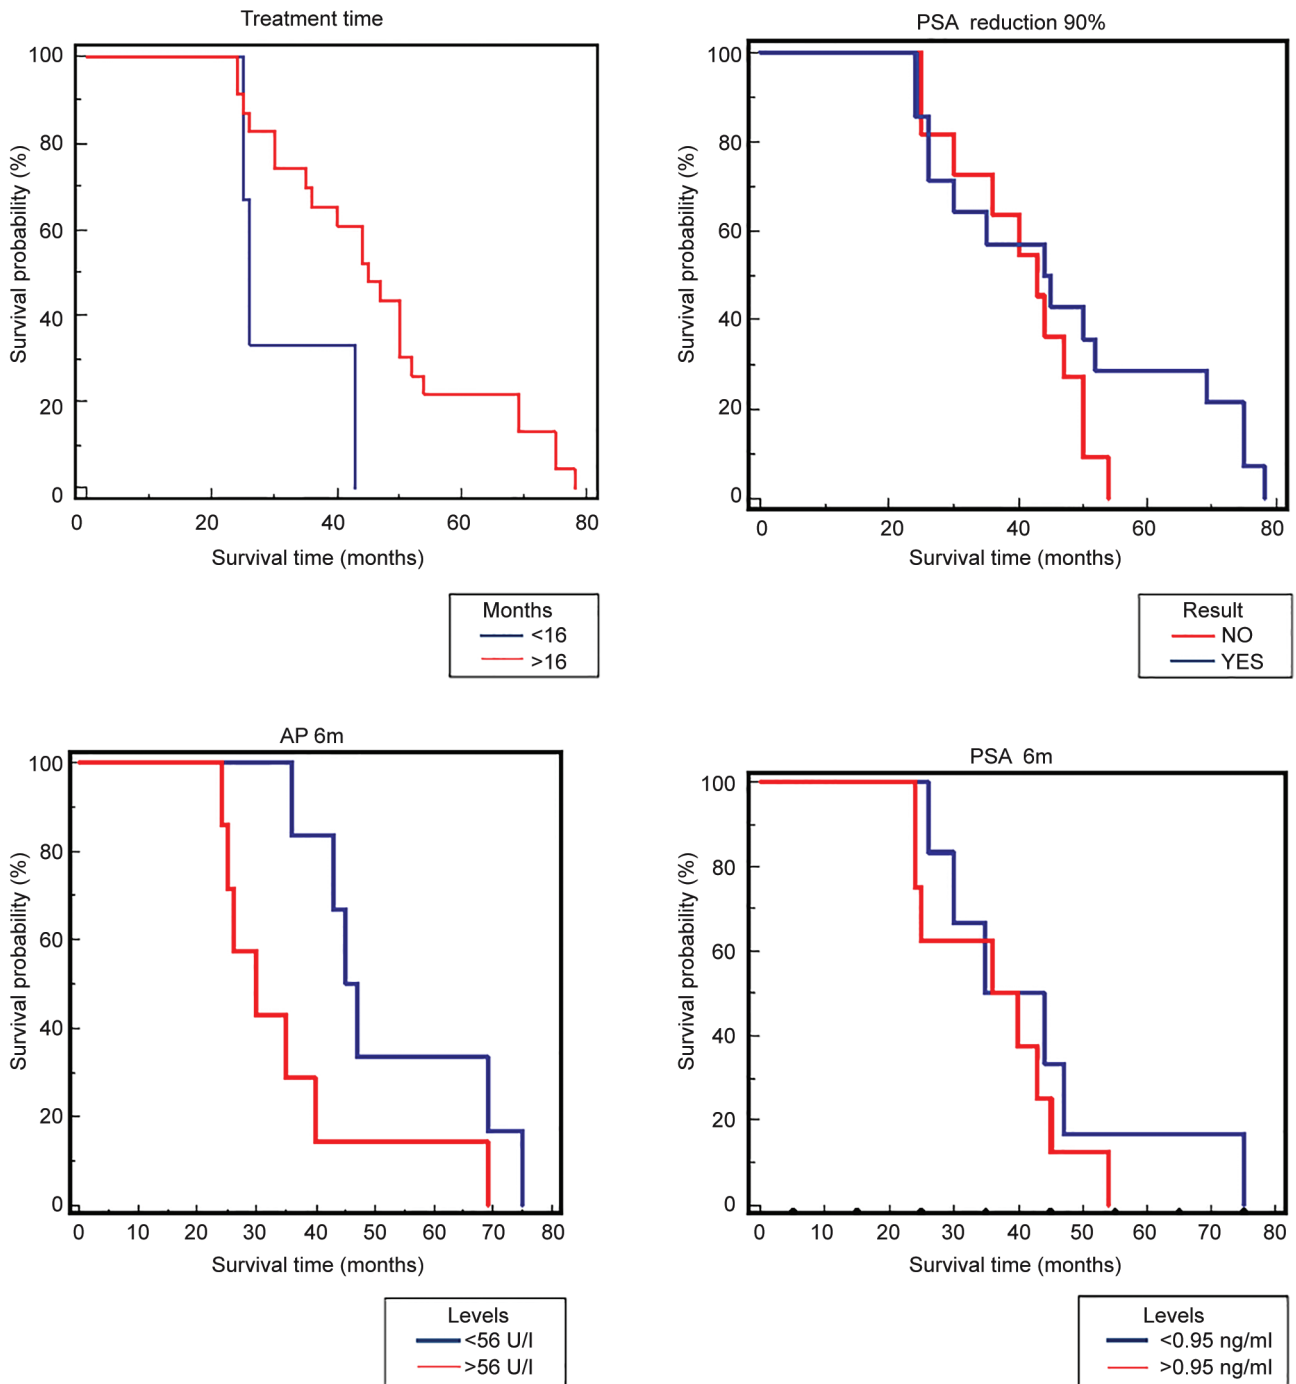 Treatment time
Survival probability (%)
100
80
60
40
20
0
0 20 40 60 80
Survival time (months)
Months
<16
>16
PSA reduction 90%
Survival probability (%)
100
80
60
40
20
0
0 20 40 60 80
Survival time (months)
Result
NO
YES
AP 6m
Survival probability (%)
100
80
60
40
20
0
0 10 20 30 40 50 60 70 80
Survival time (months)
Levels
<56 U/l
>56 U/l
PSA 6m
Survival probability (%)
100
80
60
40
20
0
0 10 20 30 40 50 60 70 80
Survival time (months)
Levels
<0.95 ng/ml
>0.95 ng/ml